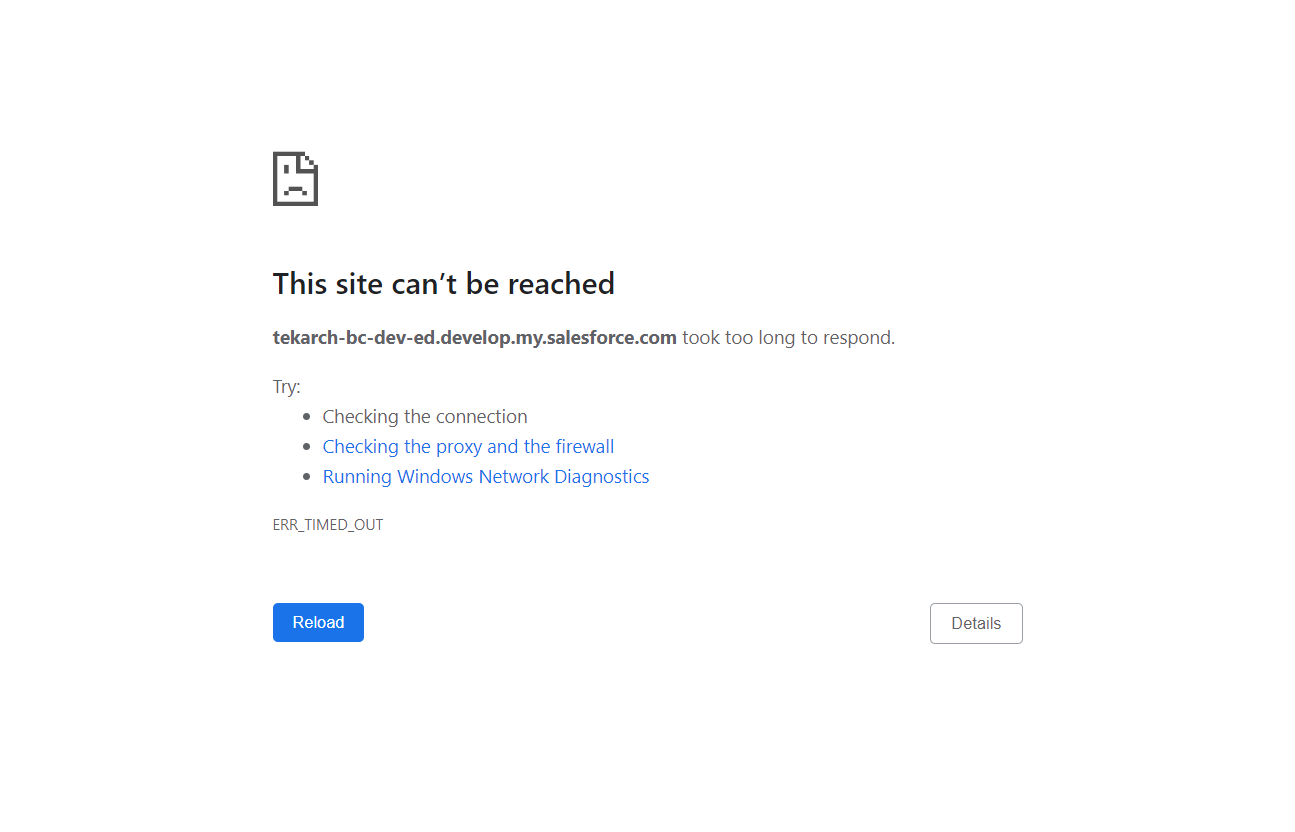 This site can’t be reached
tekarch-bc-dev-ed.develop.my.salesforce.com took too long to respond.
Try:
• Checking the connection
• Checking the proxy and the firewall
• Running Windows Network Diagnostics
ERR_TIMED_OUT
Reload
Details